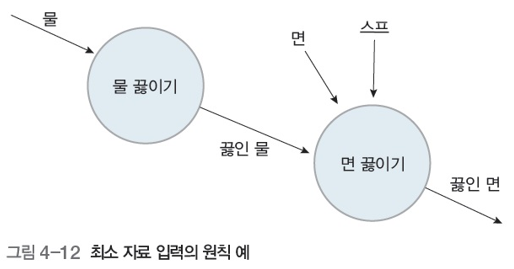 물
물 끓이기
끓인 물
면
스프
면 끓이기
끓인 면
그림 4-12 최소 자료 입력의 원칙 예